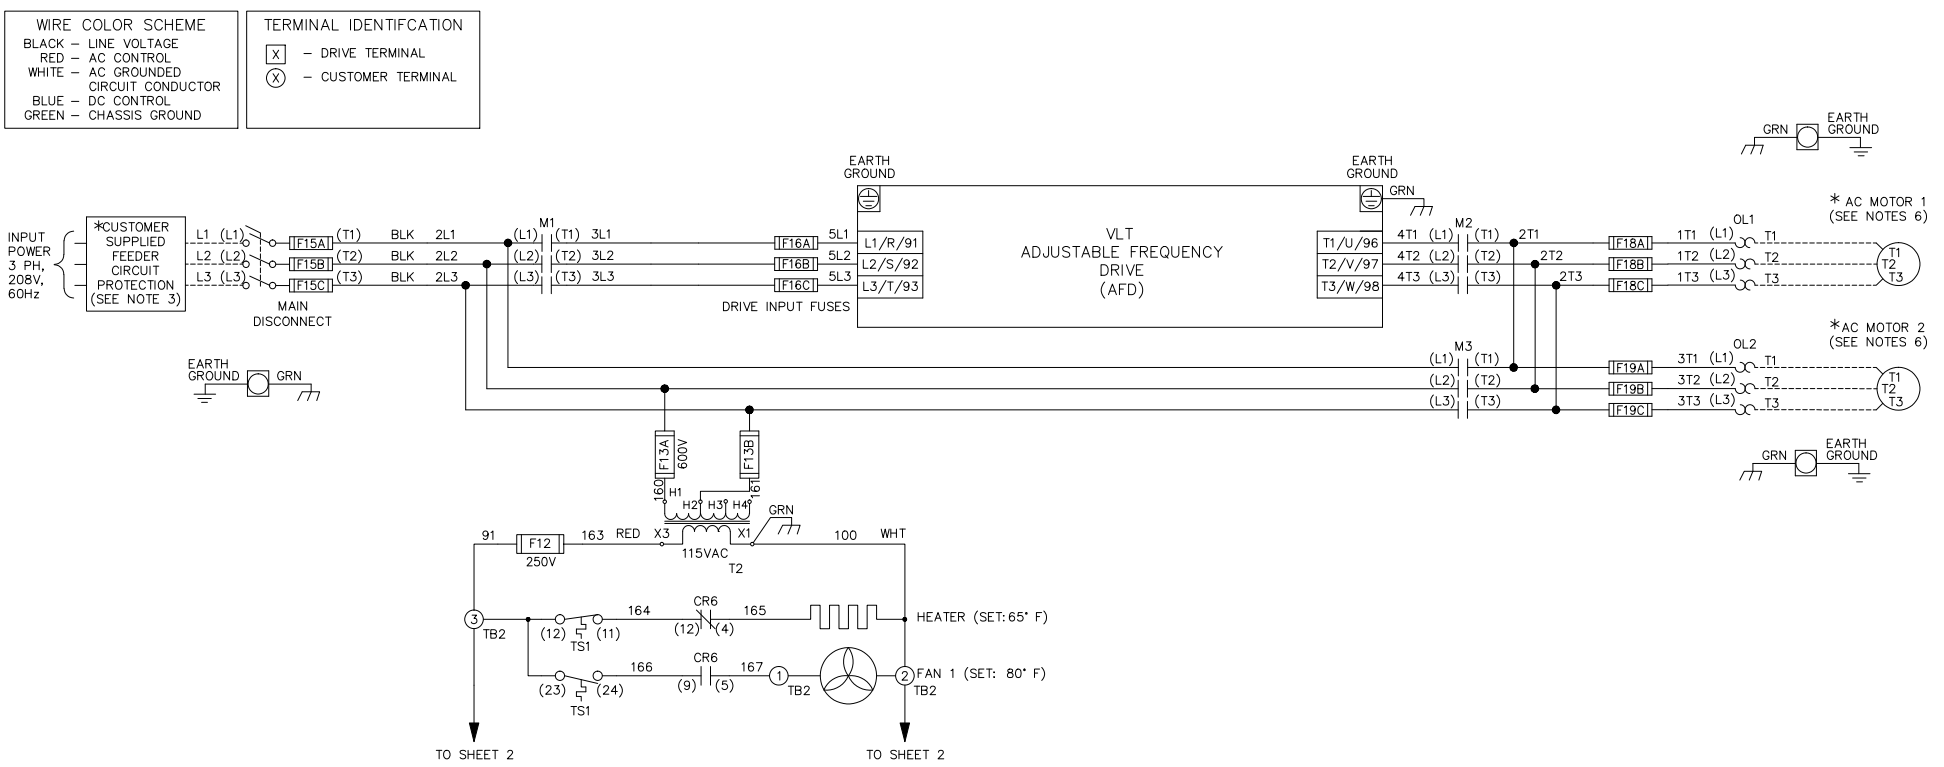 WIRE COLOR SCHEME
BLACK – LINE VOLTAGE
RED – AC CONTROL
WHITE – AC GROUNDED
CIRCUIT CONDUCTOR
BLUE – DC CONTROL
GREEN – CHASSIS GROUND
TERMINAL IDENTIFCATION
X – DRIVE TERMINAL
X – CUSTOMER TERMINAL
GRN
EARTH
GROUND
EARTH
GROUND
EARTH
GROUND
GRN
INPUT
POWER
3 PH,
208V,
60Hz
*CUSTOMER
SUPPLIED
FEEDER
CIRCUIT
PROTECTION
(SEE NOTE 3)
L1 (L1) F15A (T1) BLK 2L1 (L1) M1 (T1) 3L1 F16A 5L1 L1/R/91
L2 (L2) F15B (T2) BLK 2L2 (L2) (T2) 3L2 F16B 5L2 L2/S/92
L3 (L3) F15C (T3) BLK 2L3 (L3) (T3) 3L3 F16C 5L3 L3/T/93
MAIN
DISCONNECT
DRIVE INPUT FUSES
VLT
ADJUSTABLE FREQUENCY
DRIVE
(AFD)
T1/U/96 4T1 (L1) M2 (T1) 2T1 F18A 1T1 (L1) OL1 T1
T2/V/97 4T2 (L2) (T2) 2T2 F18B 1T2 (L2) T2
T3/W/98 4T3 (L3) (T3) 2T3 F18C 1T3 (L3) T3
* AC MOTOR 1
(SEE NOTES 6)
T1
T2
T3
EARTH
GROUND
GRN
M3
(L1) (T1) F19A 3T1 (L1) OL2 T1
(L2) (T2) F19B 3T2 (L2) T2
(L3) (T3) F19C 3T3 (L3) T3
* AC MOTOR 2
(SEE NOTES 6)
T1
T2
T3
GRN
EARTH
GROUND
F13A
600V
F13B
160
161
H1
H2 H3 H4
GRN
91 F12 163 RED X3 X1 100 WHT
250V
115VAC
T2
3
TB2
(12) (11)
TS1
164
CR6
(12) (4)
165
HEATER (SET:65° F)
(23) (24)
TS1
166
CR6
(9) (5)
167
1
TB2
2
TB2
FAN 1 (SET: 80° F)
TO SHEET 2
TO SHEET 2